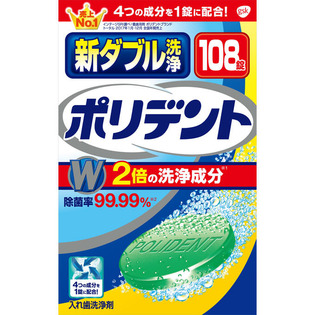 売上
No.1
4つの成分を1錠に配合!
gsk
新ダブル洗浄
108錠
ポリデント
W 2倍の洗浄成分
除菌率99.99%
POLIDENT
4つの成分を
1錠に配合!
入れ歯洗浄剤